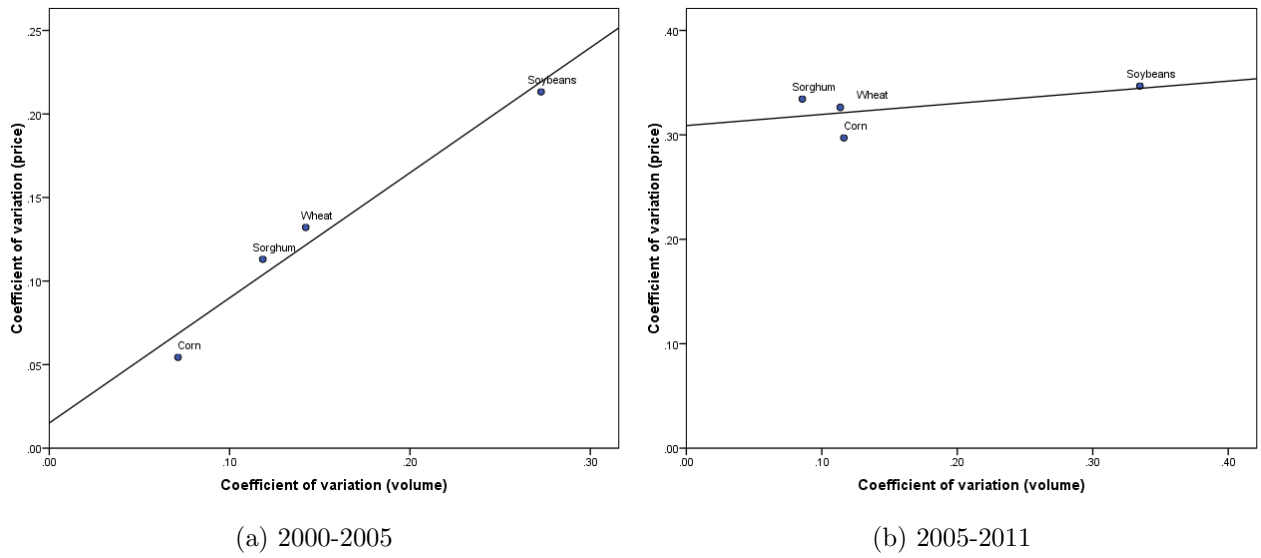 .25
.20
.15
.10
.05
.00
Coefficient of variation (price)
Soybeans
Wheat
Sorghum
Corn
.00 .10 .20 .30
Coefficient of variation (volume)
(a) 2000-2005
.40
.30
.20
.10
.00
Coefficient of variation (price)
Soybeans
Sorghum
Wheat
Corn
.00 .10 .20 .30 .40
Coefficient of variation (volume)
(b) 2005-2011